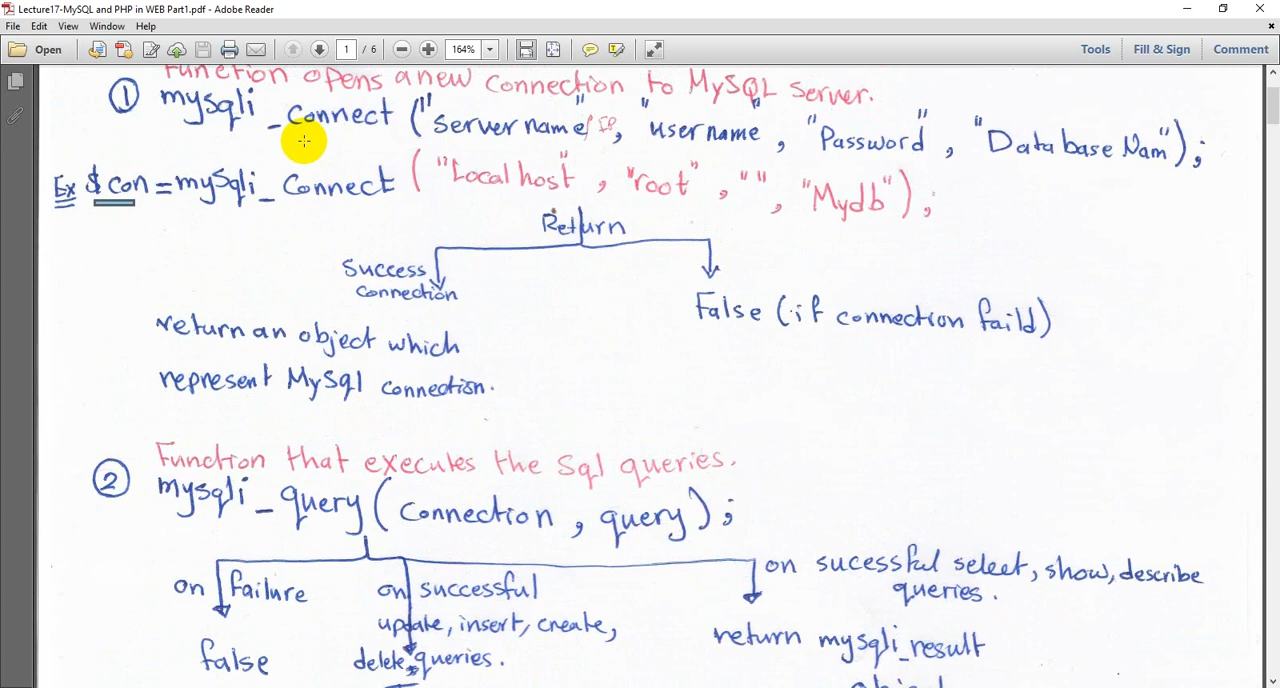 Lecture17-MySQL and PHP in WEB Part1.pdf - Adobe Reader
File Edit View Window Help
Open 1 / 6 164% Tools Fill & Sign Comment
Function opens a new connection to MySQL Server.
① mysqli_connect ("servername"/IP, "username", "Password", "Database Nam");
Ex $con = mySqli_Connect ("Localhost", "root", "", "Mydb");
Return
Success
connection
False (if connection faild)
return an object which
represent MySql connection.
Function that executes the Sql queries.
② mysqli_query (connection, query);
on failure
false
on successful
update, insert, create,
delete queries.
on sucessful select, show, describe
queries.
return mysqli_result
object